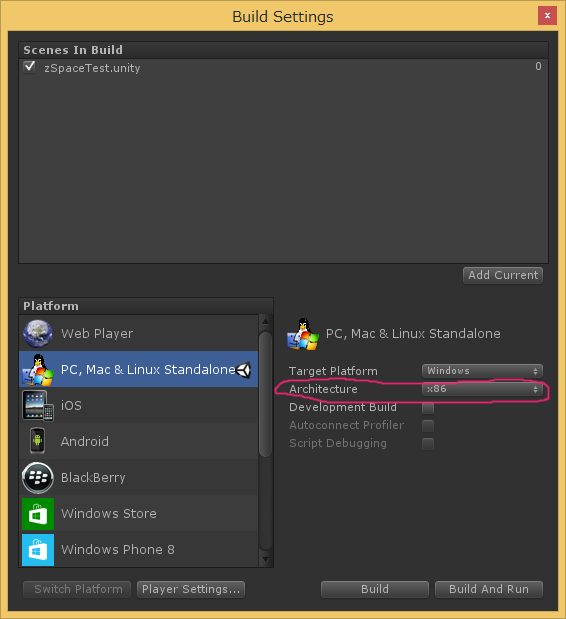 Build Settings
x
Scenes In Build
zSpaceTest.unity 0
Add Current
Platform
Web Player
PC, Mac & Linux Standalone
iOS
Android
BlackBerry
Windows Store
Windows Phone 8
PC, Mac & Linux Standalone
Target Platform Windows
Architecture x86
Development Build
Autoconnect Profiler
Script Debugging
Switch Platform
Player Settings...
Build
Build And Run